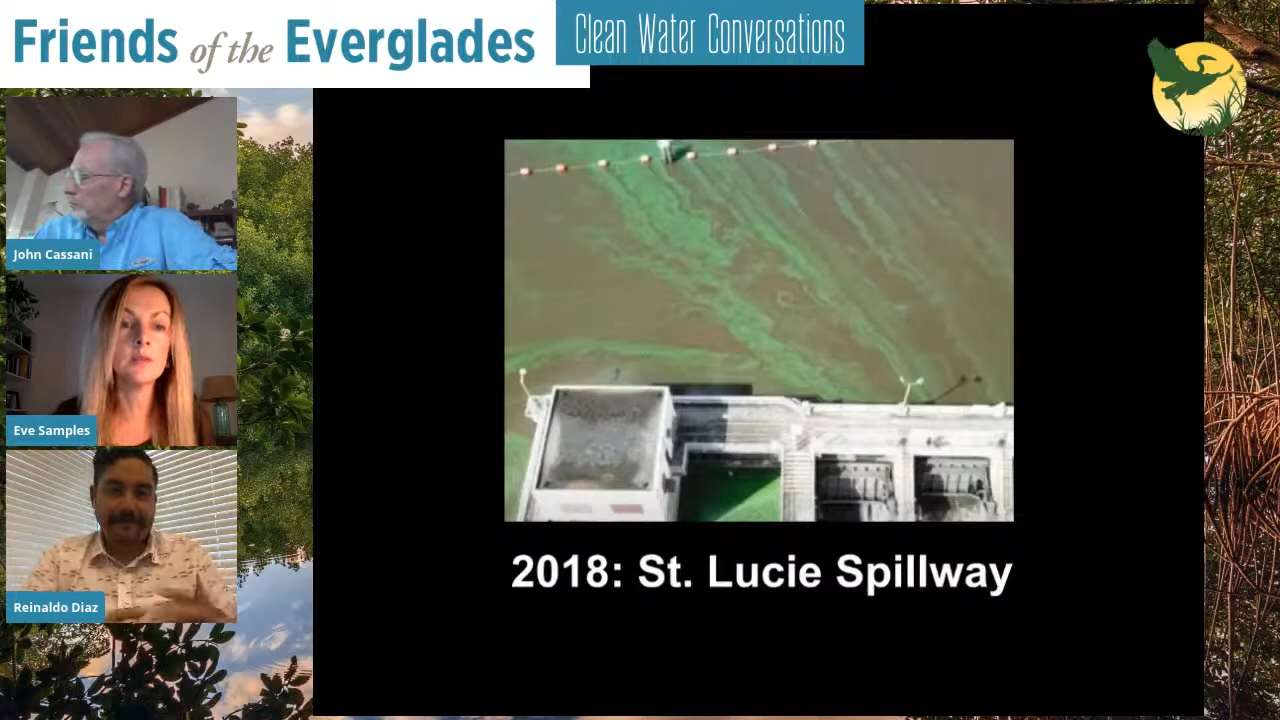 Friends of the Everglades
Clean Water Conversations
John Cassani
Eve Samples
Reinaldo Diaz
2018: St. Lucie Spillway